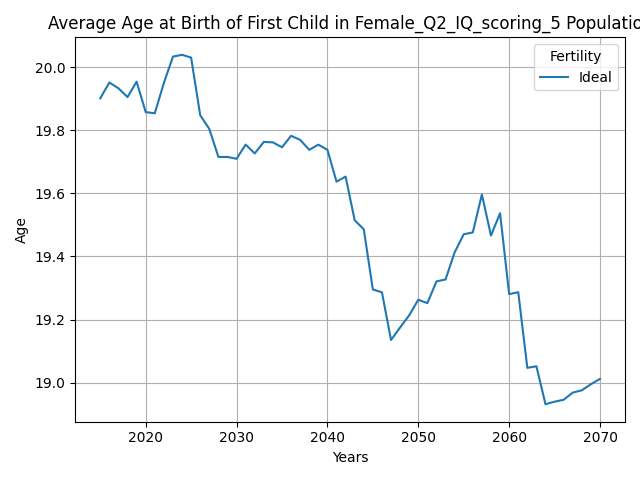 Average Age at Birth of First Child in Female_Q2_IQ_scoring_5 Populatio
Fertility
Ideal
20.0
19.8
19.6
19.4
19.2
19.0
Age
2020 2030 2040 2050 2060 2070
Years